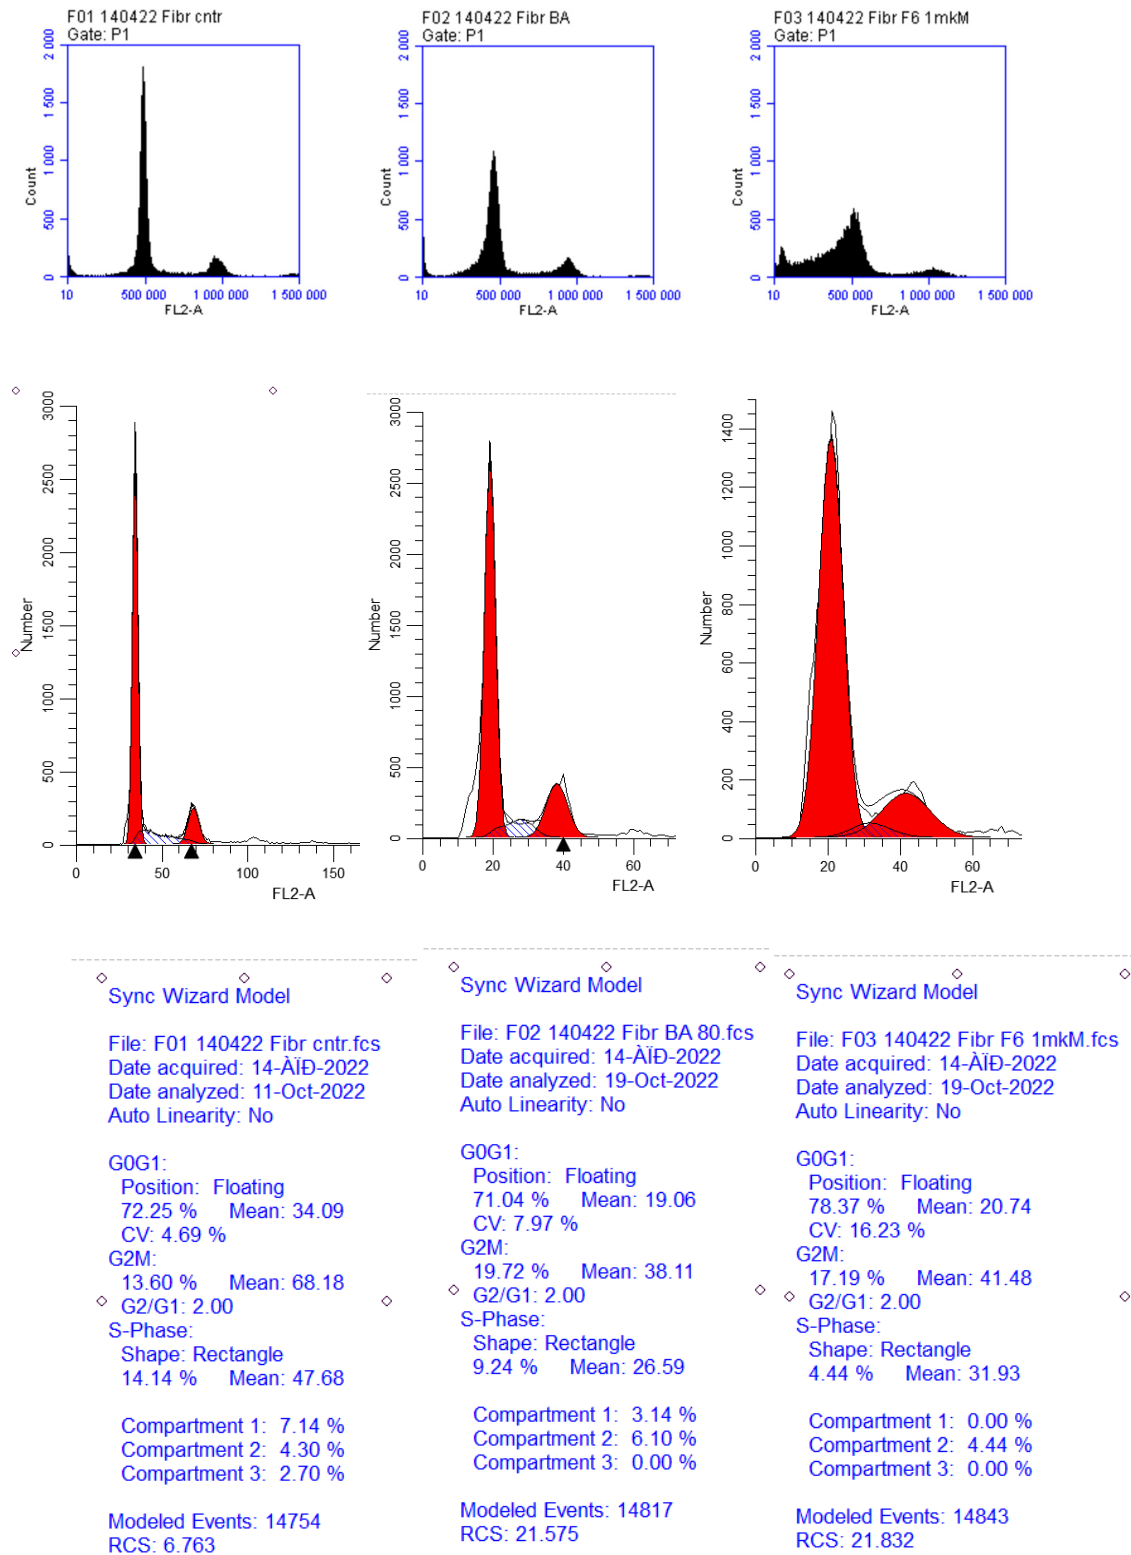 F01 140422 Fibr cntr
Gate: P1
2 000
1 500
1 000
500
0
Count
10 500 000 1 000 000 1 500 000
FL2-A
F02 140422 Fibr BA
Gate: P1
2 000
1 500
1 000
500
0
Count
10 500 000 1 000 000 1 500 000
FL2-A
F03 140422 Fibr F6 1mkM
Gate: P1
2 000
1 500
1 000
500
0
Count
10 500 000 1 000 000 1 500 000
FL2-A
3000
2500
2000
1500
1000
500
0
Number
0 50 100 150
FL2-A
3000
2500
2000
1500
1000
500
0
Number
0 20 40 60
FL2-A
1400
1200
1000
800
600
400
200
0
Number
0 20 40 60
FL2-A
Sync Wizard Model
File: F01 140422 Fibr cntr.fcs
Date acquired: 14-ÀÏÐ-2022
Date analyzed: 11-Oct-2022
Auto Linearity: No
G0G1:
Position: Floating
72.25 % Mean: 34.09
CV: 4.69 %
G2M:
13.60 % Mean: 68.18
G2/G1: 2.00
S-Phase:
Shape: Rectangle
14.14 % Mean: 47.68
Compartment 1: 7.14 %
Compartment 2: 4.30 %
Compartment 3: 2.70 %
Modeled Events: 14754
RCS: 6.763
Sync Wizard Model
File: F02 140422 Fibr BA 80.fcs
Date acquired: 14-ÀÏÐ-2022
Date analyzed: 19-Oct-2022
Auto Linearity: No
G0G1:
Position: Floating
71.04 % Mean: 19.06
CV: 7.97 %
G2M:
19.72 % Mean: 38.11
G2/G1: 2.00
S-Phase:
Shape: Rectangle
9.24 % Mean: 26.59
Compartment 1: 3.14 %
Compartment 2: 6.10 %
Compartment 3: 0.00 %
Modeled Events: 14817
RCS: 21.575
Sync Wizard Model
File: F03 140422 Fibr F6 1mkM.fcs
Date acquired: 14-ÀÏÐ-2022
Date analyzed: 19-Oct-2022
Auto Linearity: No
G0G1:
Position: Floating
78.37 % Mean: 20.74
CV: 16.23 %
G2M:
17.19 % Mean: 41.48
G2/G1: 2.00
S-Phase:
Shape: Rectangle
4.44 % Mean: 31.93
Compartment 1: 0.00 %
Compartment 2: 4.44 %
Compartment 3: 0.00 %
Modeled Events: 14843
RCS: 21.832